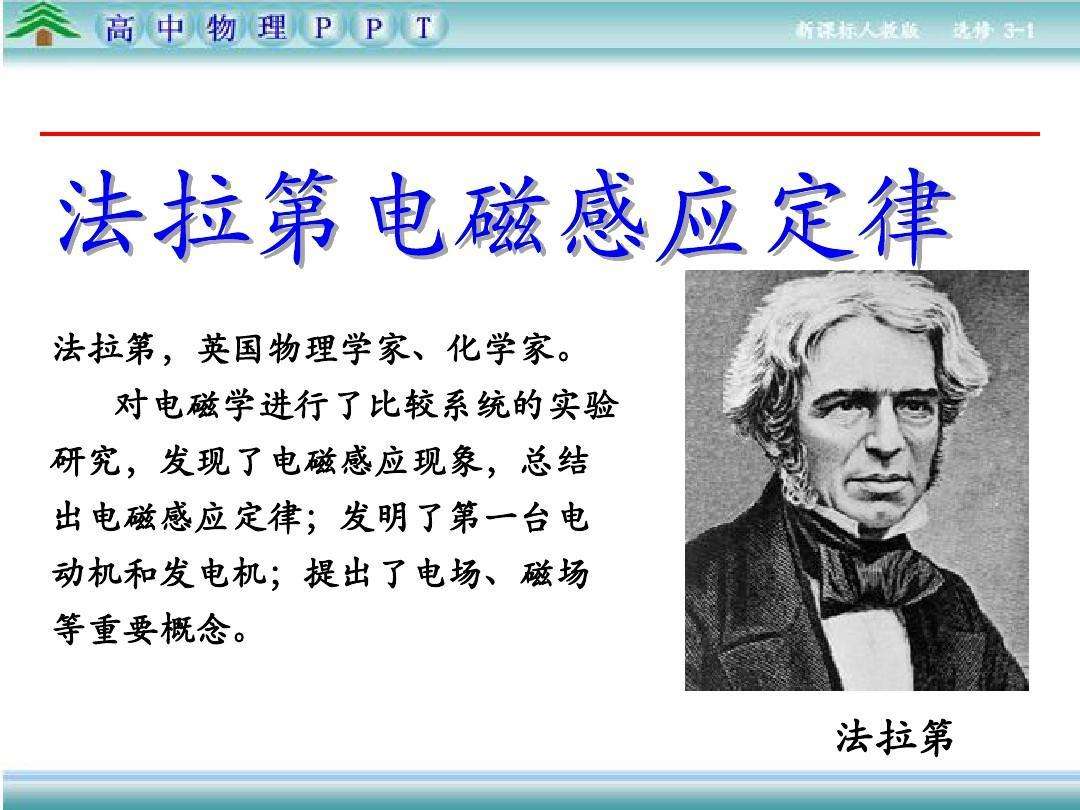 高中物理PPT
新课标人教版 选修 3-1
法拉第电磁感应定律
法拉第，英国物理学家、化学家。
对电磁学进行了比较系统的实验
研究，发现了电磁感应现象，总结
出电磁感应定律；发明了第一台电
动机和发电机；提出了电场、磁场
等重要概念。
法拉第